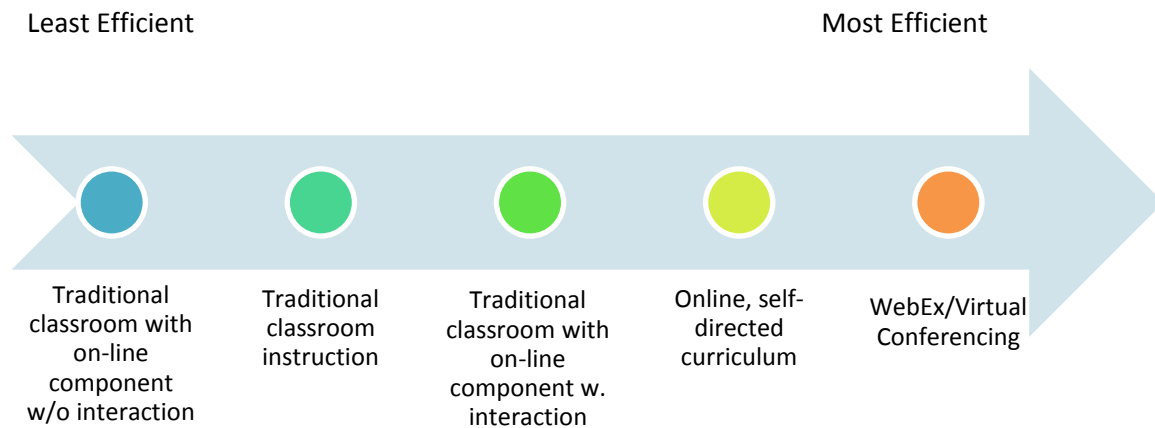 Least Efficient
Most Efficient
Traditional
classroom with
on-line
component
w/o interaction
Traditional
classroom
instruction
Traditional
classroom with
on-line
component w.
interaction
Online, self-
directed
curriculum
WebEx/Virtual
Conferencing